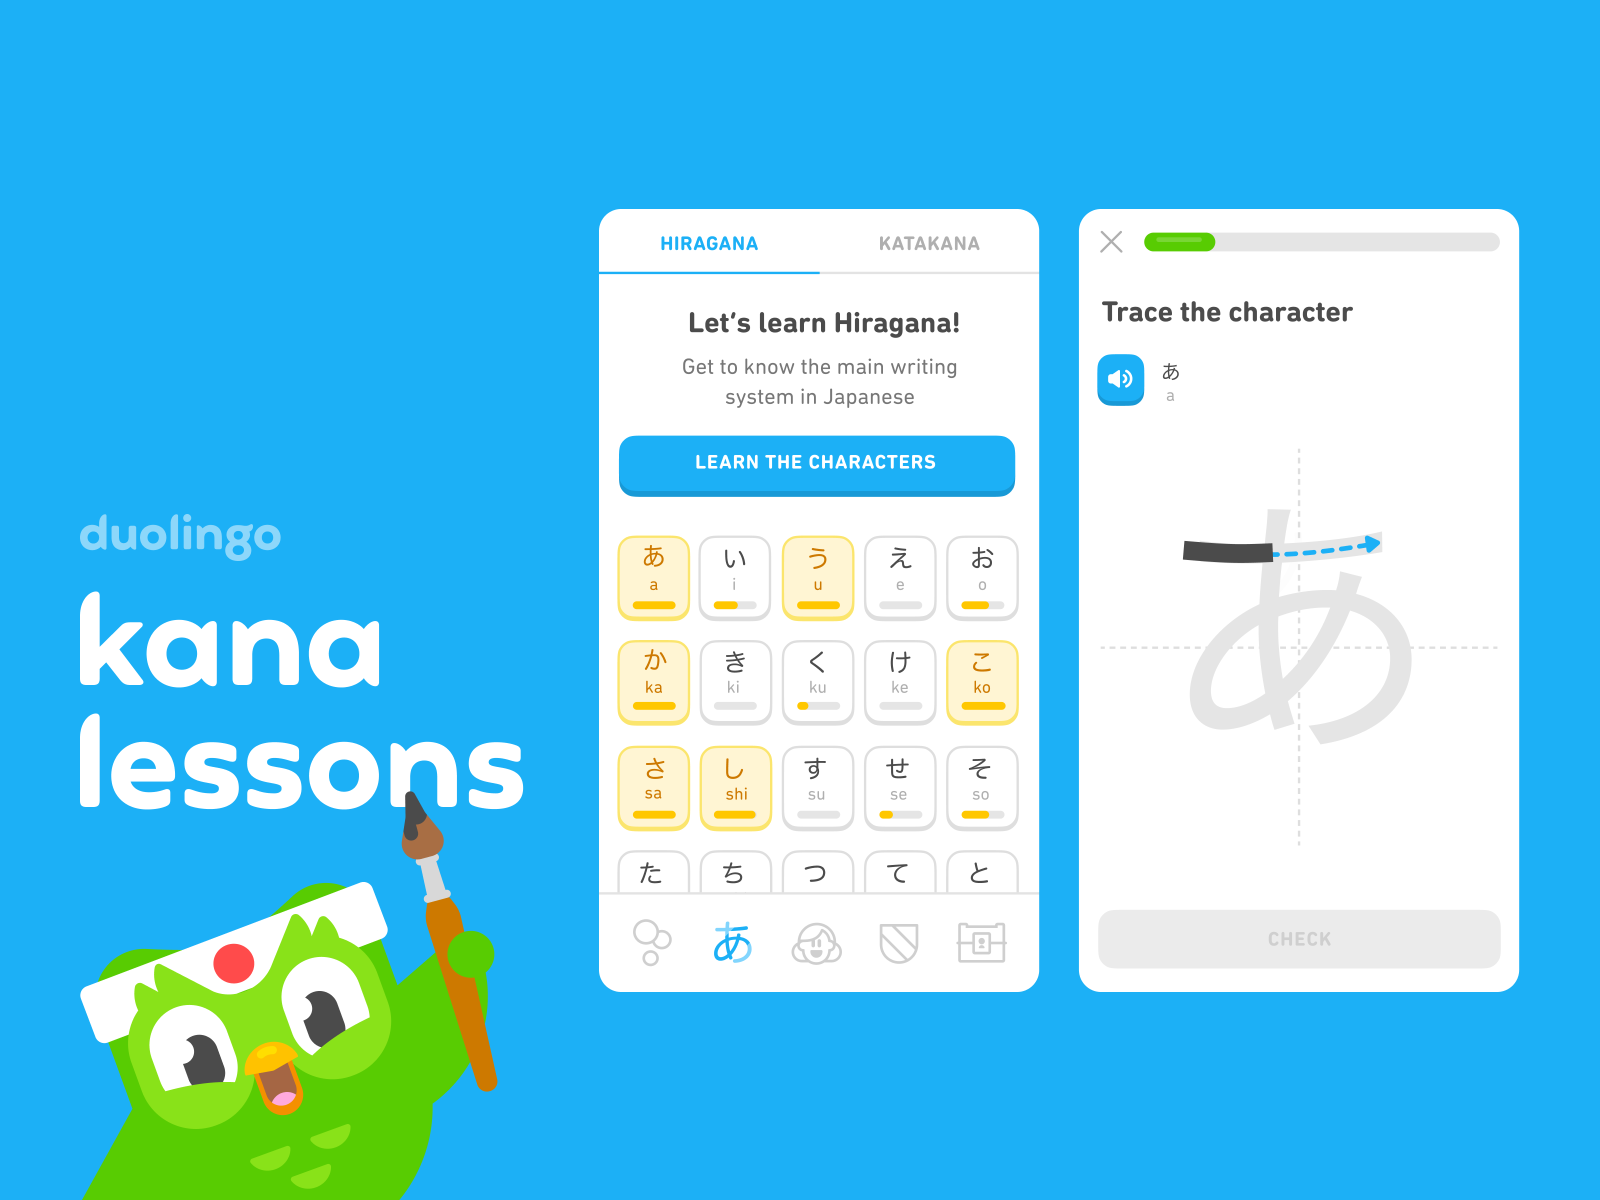 duolingo
kana
lessons
HIRAGANA KATAKANA
Let's learn Hiragana!
Get to know the main writing
system in Japanese
LEARN THE CHARACTERS
あ い う え お
a i u e o
か き く け こ
ka ki ku ke ko
さ し す せ そ
sa shi su se so
た ち つ て と
あ
Trace the character
あ
a
あ
CHECK